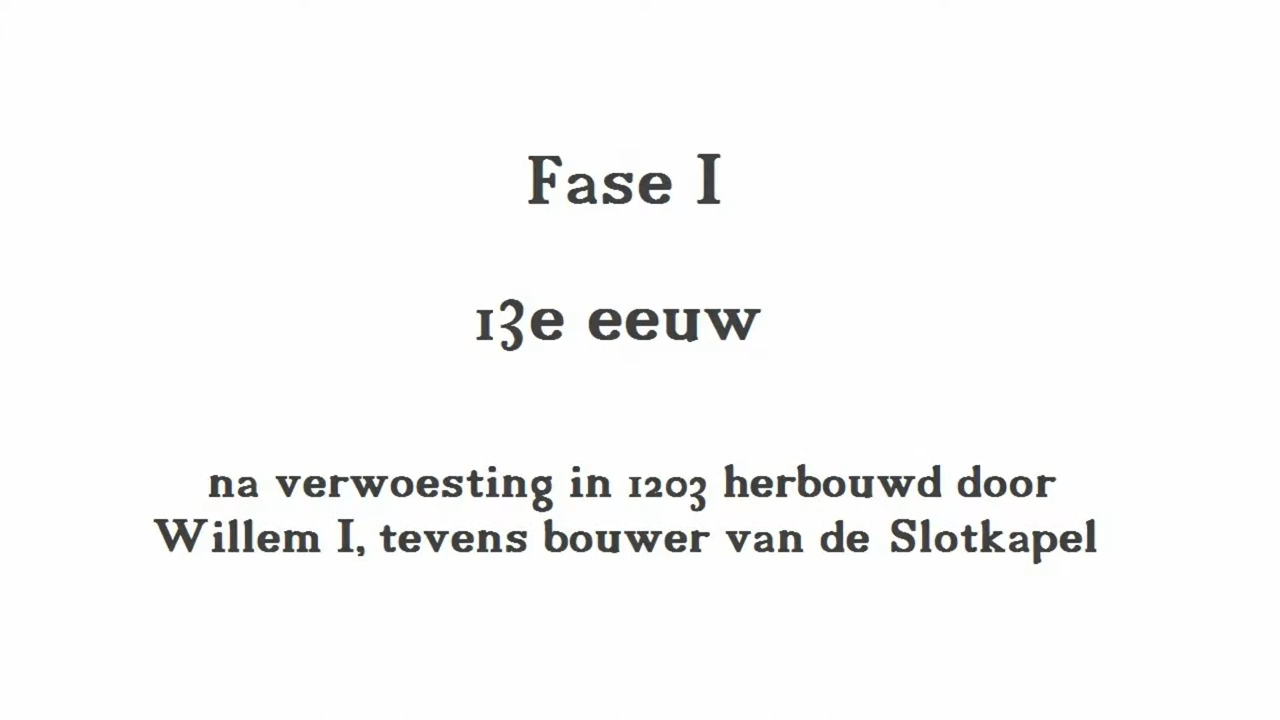 Fase I
13e eeuw
na verwoesting in 1203 herbouwd door
Willem I, tevens bouwer van de Slotkapel